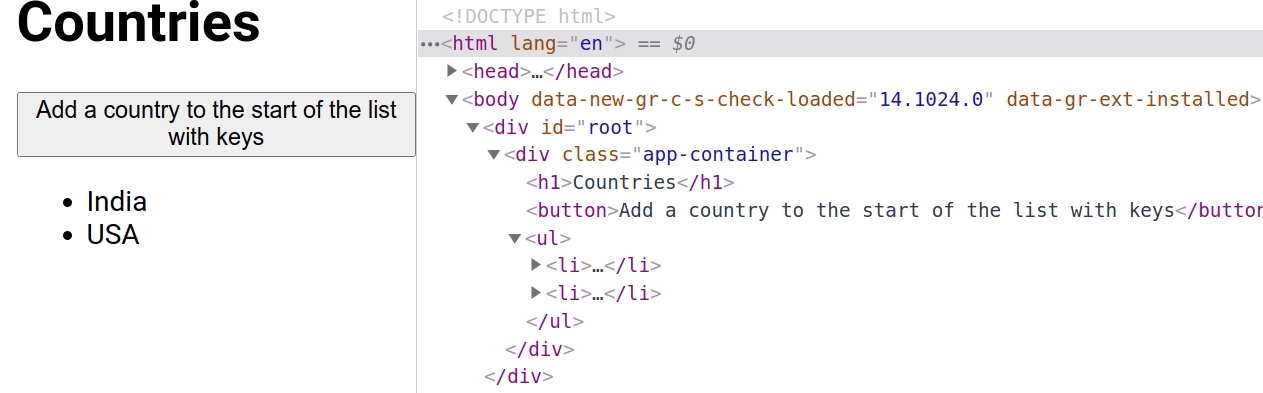 Countries
Add a country to the start of the list
with keys
India
USA
<!DOCTYPE html>
<html lang="en"> == $0
<head>…</head>
<body data-new-gr-c-s-check-loaded="14.1024.0" data-gr-ext-installed>
<div id="root">
<div class="app-container">
<h1>Countries</h1>
<button>Add a country to the start of the list with keys</button
<ul>
<li>…</li>
<li>…</li>
</ul>
</div>
</div>